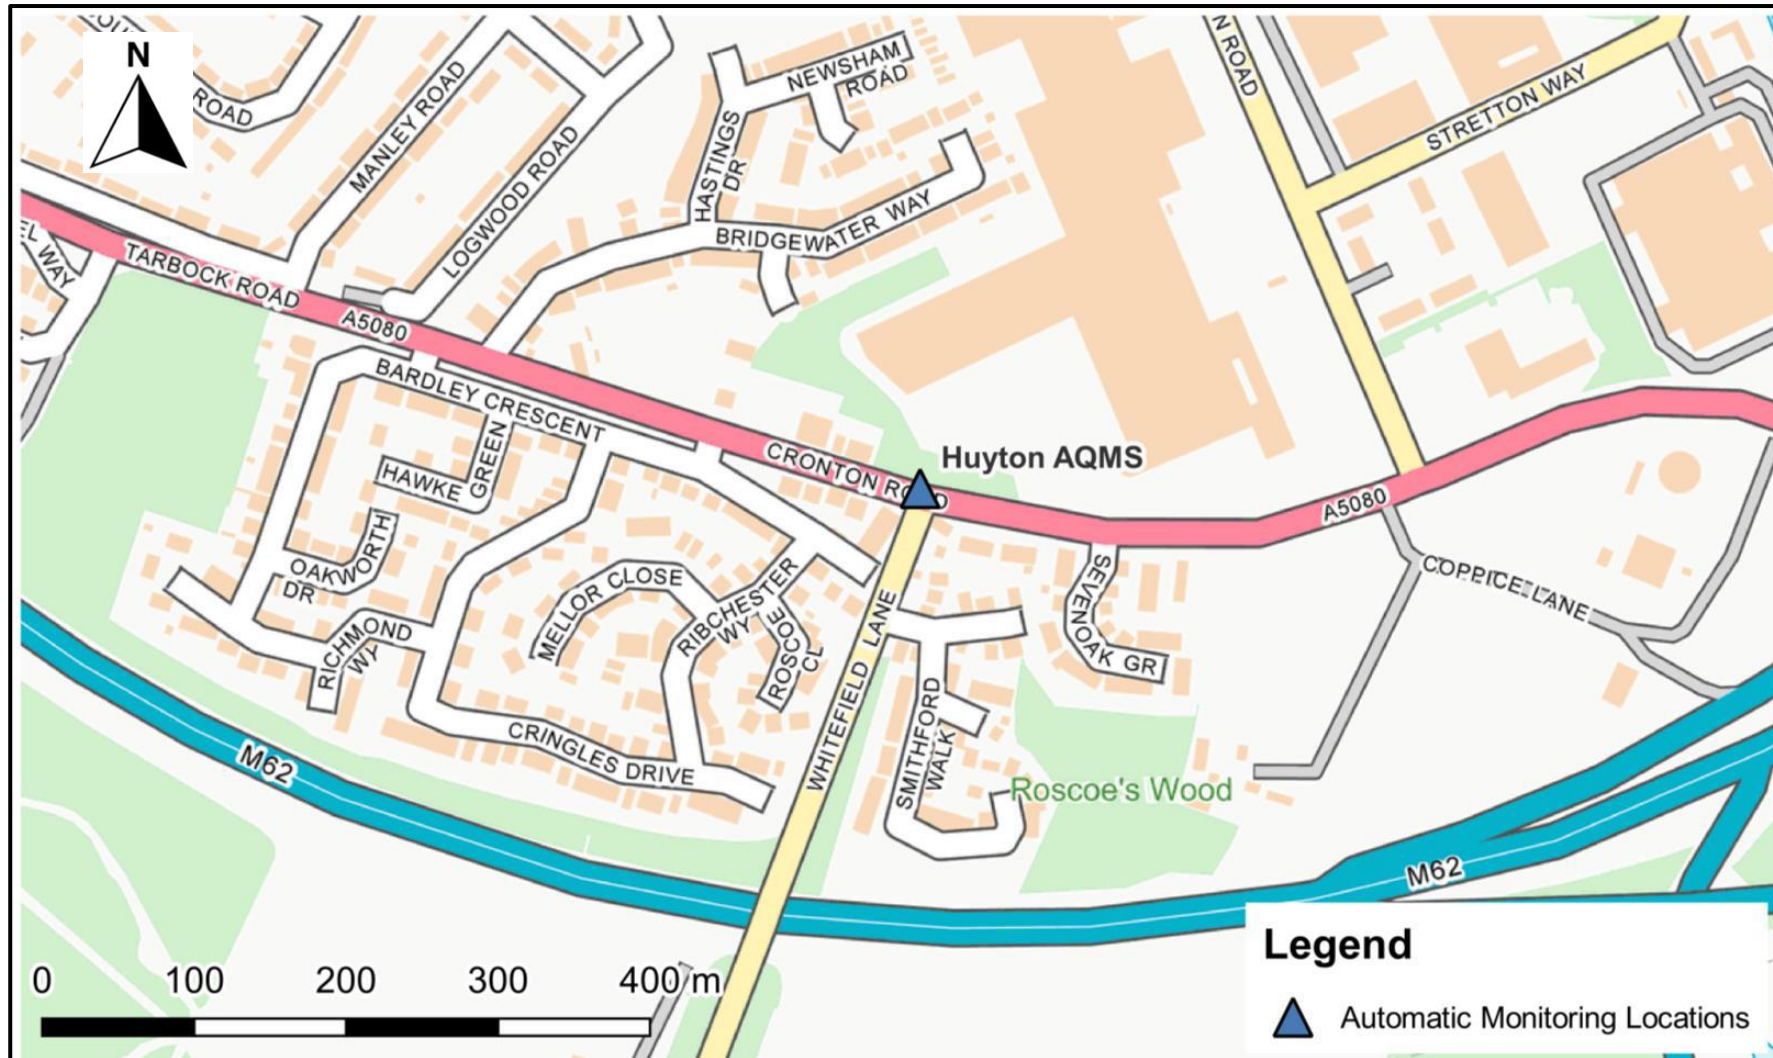 N
ROAD
MANLEY ROAD
LOGWOOD ROAD
NEWSHAM
ROAD
HASTINGS
DR
BRIDGEWATER WAY
N ROAD
STRETTON WAY
EL WAY
TARBOCK ROAD
A5080
BARDLEY CRESCENT
HAWKE
GREEN
OAKWORTH
DR
RICHMOND
WY
MELLOR CLOSE
RIBCHESTER
WY
ROSCOE
CL
CRINGLES DRIVE
CRONTON ROAD
Huyton AQMS
A5080
COPPICE LANE
SEVENOAK GR
WHITEFIELD LANE
SMITHFORD
WALK
Roscoe's Wood
M62
M62
0 100 200 300 400 m
Legend
Automatic Monitoring Locations